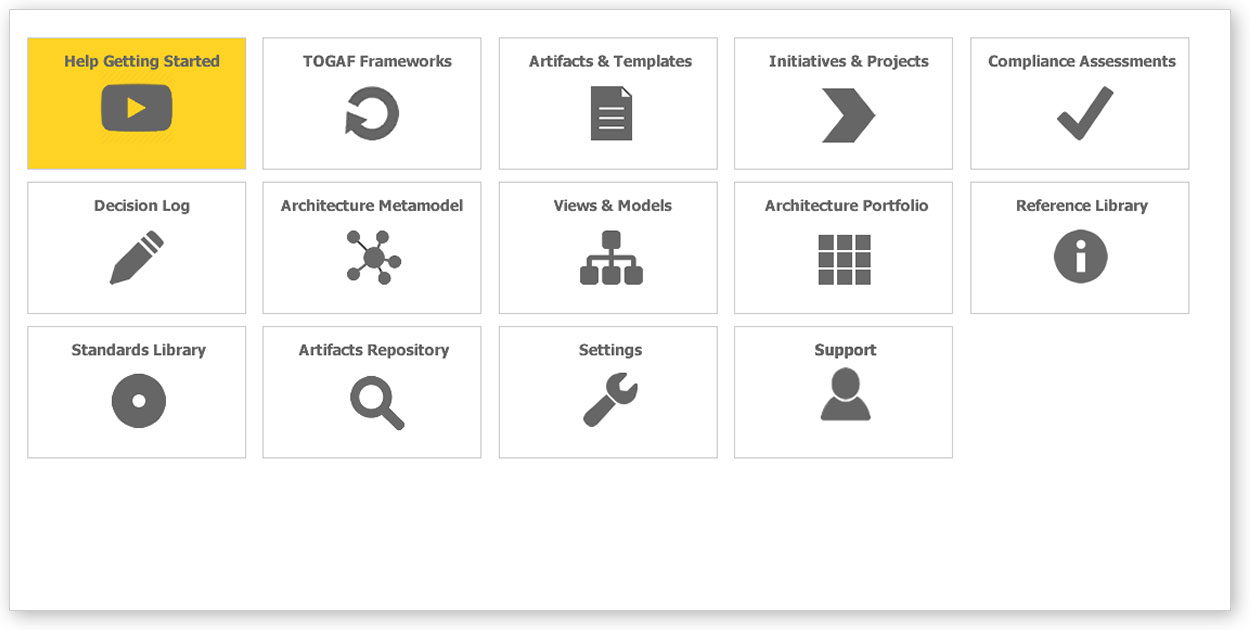 Help Getting Started
TOGAF Frameworks
Artifacts & Templates
Initiatives & Projects
Compliance Assessments
Decision Log
Architecture Metamodel
Views & Models
Architecture Portfolio
Reference Library
Standards Library
Artifacts Repository
Settings
Support